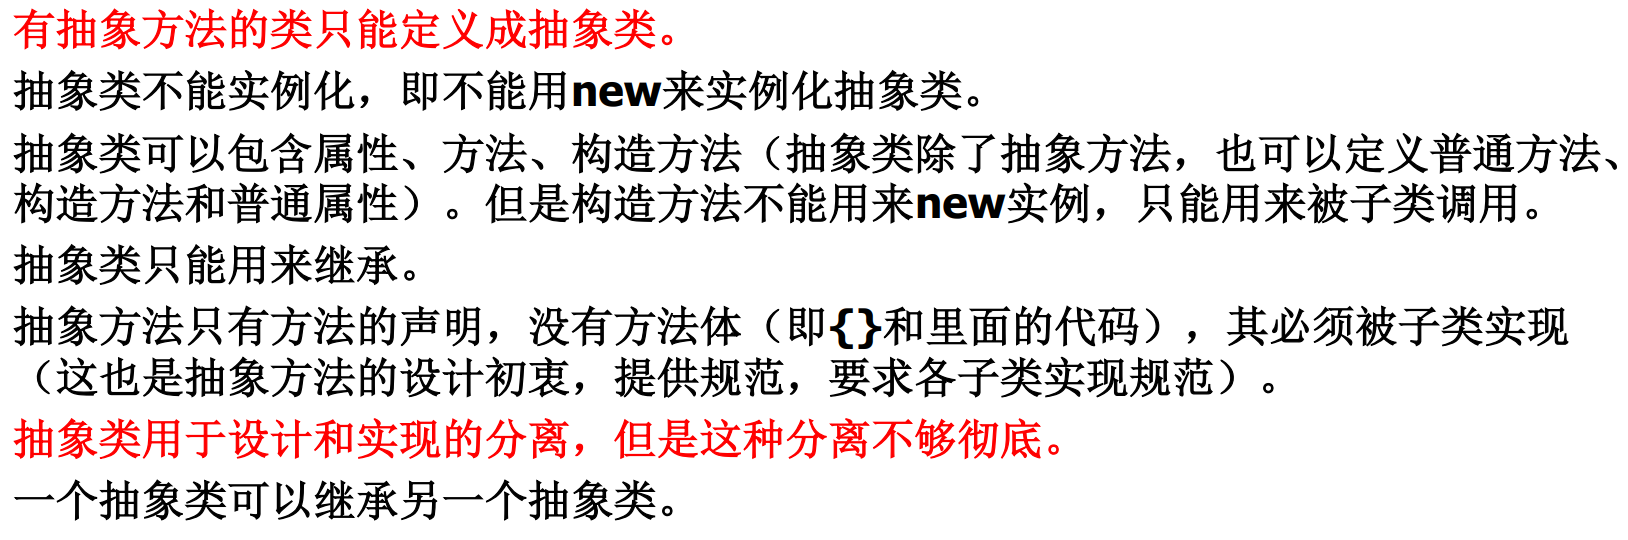 有抽象方法的类只能定义成抽象类。
抽象类不能实例化，即不能用new来实例化抽象类。
抽象类可以包含属性、方法、构造方法（抽象类除了抽象方法，也可以定义普通方法、
构造方法和普通属性）。但是构造方法不能用来new实例，只能用来被子类调用。
抽象类只能用来继承。
抽象方法只有方法的声明，没有方法体（即{}和里面的代码），其必须被子类实现
（这也是抽象方法的设计初衷，提供规范，要求各子类实现规范）。
抽象类用于设计和实现的分离，但是这种分离不够彻底。
一个抽象类可以继承另一个抽象类。